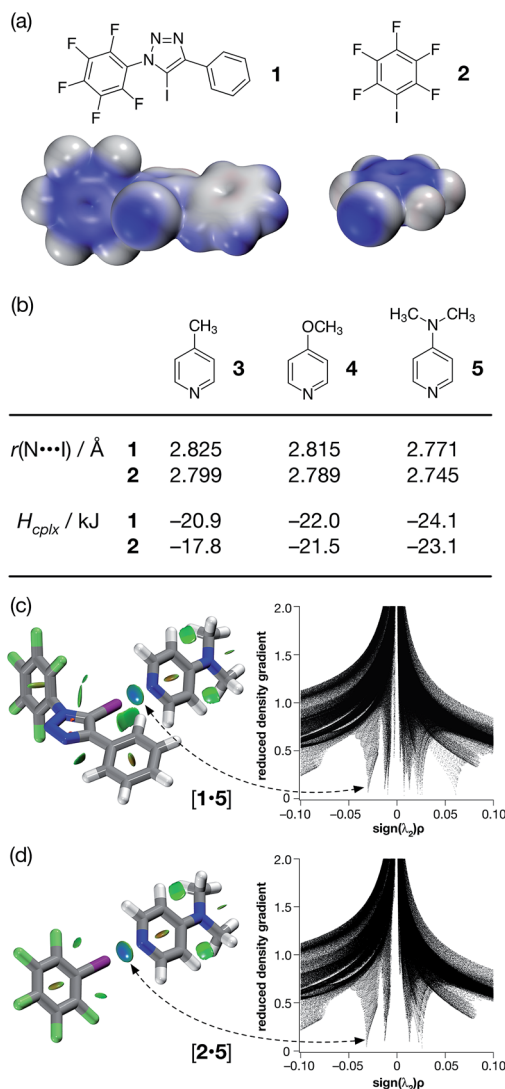 (a)
F
F
F
F
F
N=N
N
I
1
F
F
F
F
F
I
2
(b)
CH₃
N
3
OCH₃
N
4
H₃C
N
CH₃
N
5
r(N•••I) / Å 1 2.825 2.815 2.771
2 2.799 2.789 2.745
H_cplx / kJ 1 –20.9 –22.0 –24.1
2 –17.8 –21.5 –23.1
(c)
[1•5]
reduced density gradient
2.0
1.5
1.0
0.5
0
–0.10 –0.05 0 0.05 0.10
sign(λ₂)ρ
(d)
[2•5]
reduced density gradient
2.0
1.5
1.0
0.5
0
–0.10 –0.05 0 0.05 0.10
sign(λ₂)ρ